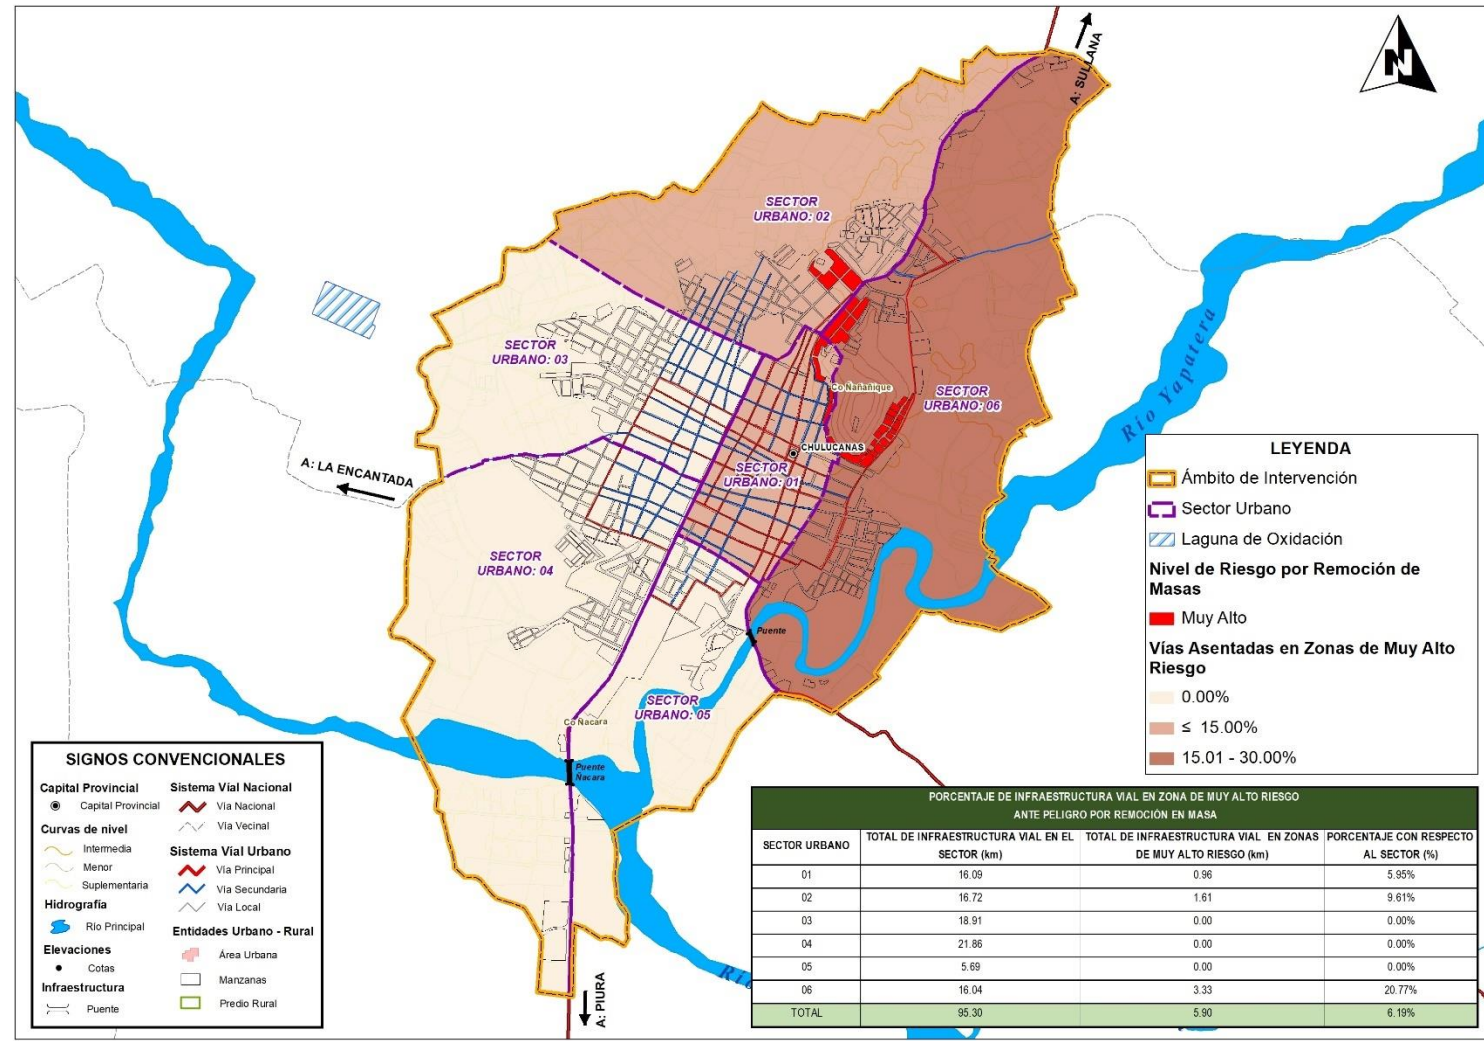 A: SULLANA
N
SECTOR
URBANO: 02
SECTOR
URBANO: 03
Co Ñañañique
SECTOR
URBANO: 06
Río Yapatera
CHULUCANAS
SECTOR
URBANO: 01
A: LA ENCANTADA
SECTOR
URBANO: 04
Puente
SECTOR
URBANO: 05
Co Ñacara
Puente
Ñacara
A: PIURA
LEYENDA
Ámbito de Intervención
Sector Urbano
Laguna de Oxidación
Nivel de Riesgo por Remoción de
Masas
Muy Alto
Vías Asentadas en Zonas de Muy Alto
Riesgo
0.00%
≤ 15.00%
15.01 - 30.00%
SIGNOS CONVENCIONALES
Capital Provincial
Capital Provincial
Curvas de nivel
Intermedia
Menor
Suplementaria
Hidrografía
Río Principal
Elevaciones
Cotas
Infraestructura
Puente
Sistema Vial Nacional
Vía Nacional
Vía Vecinal
Sistema Vial Urbano
Vía Principal
Vía Secundaria
Vía Local
Entidades Urbano - Rural
Área Urbana
Manzanas
Predio Rural
PORCENTAJE DE INFRAESTRUCTURA VIAL EN ZONA DE MUY ALTO RIESGO
ANTE PELIGRO POR REMOCIÓN EN MASA
SECTOR URBANO TOTAL DE INFRAESTRUCTURA VIAL EN EL SECTOR (km) TOTAL DE INFRAESTRUCTURA VIAL EN ZONAS DE MUY ALTO RIESGO (km) PORCENTAJE CON RESPECTO AL SECTOR (%)
01 16.09 0.96 5.95%
02 16.72 1.61 9.61%
03 18.91 0.00 0.00%
04 21.86 0.00 0.00%
05 5.69 0.00 0.00%
06 16.04 3.33 20.77%
TOTAL 95.30 5.90 6.19%